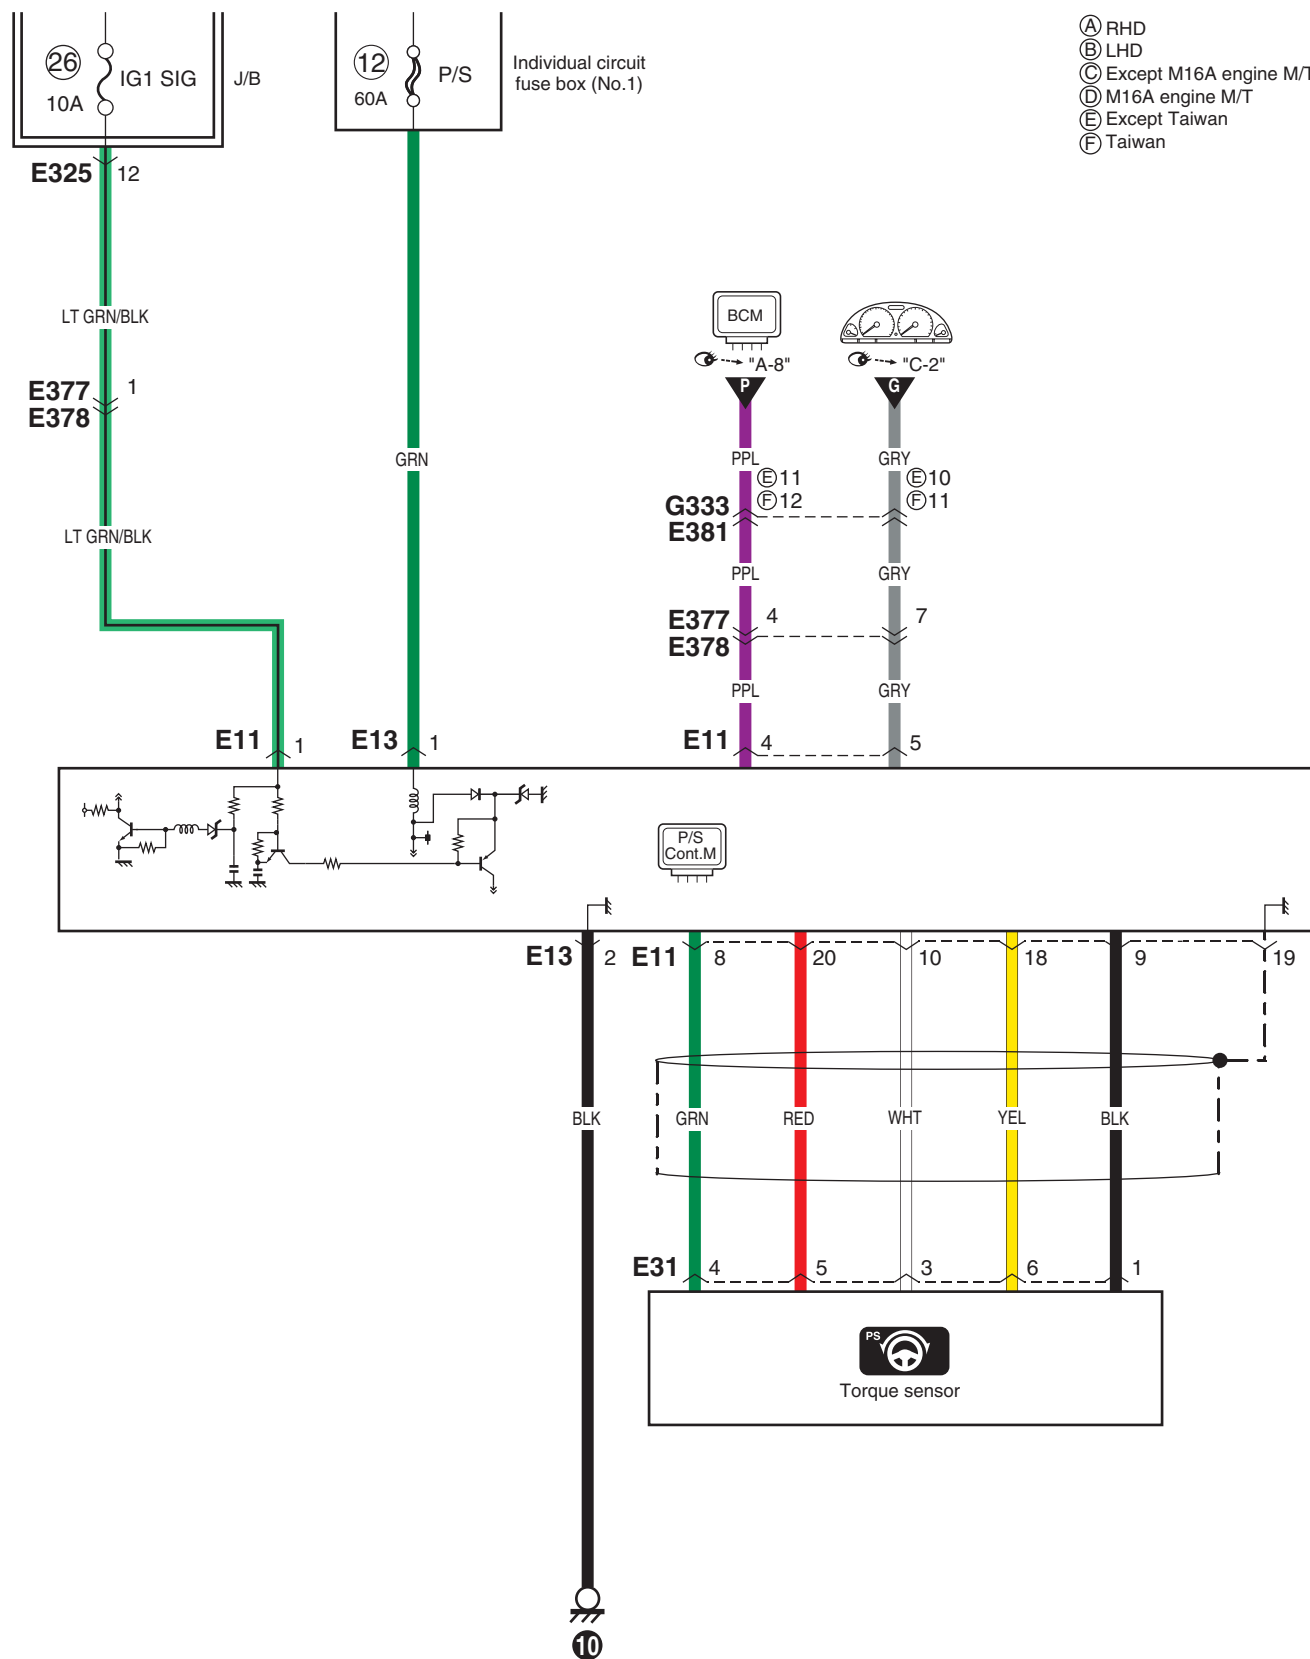 26
IG1 SIG
10A
J/B
12
P/S
60A
Individual circuit
fuse box (No.1)
A RHD
B LHD
C Except M16A engine M/T
D M16A engine M/T
E Except Taiwan
F Taiwan
E325 12
LT GRN/BLK
E377 1
E378
LT GRN/BLK
GRN
BCM
"A-8" "C-2"
P G
PPL GRY
E 11 E 10
F 12 F 11
G333
E381
PPL GRY
E377 4 7
E378
PPL GRY
E11 1 E13 1 E11 4 5
P/S
Cont.M
E13 2 E11 8 20 10 18 9 19
BLK GRN RED WHT YEL BLK
E31 4 5 3 6 1
PS
Torque sensor
10